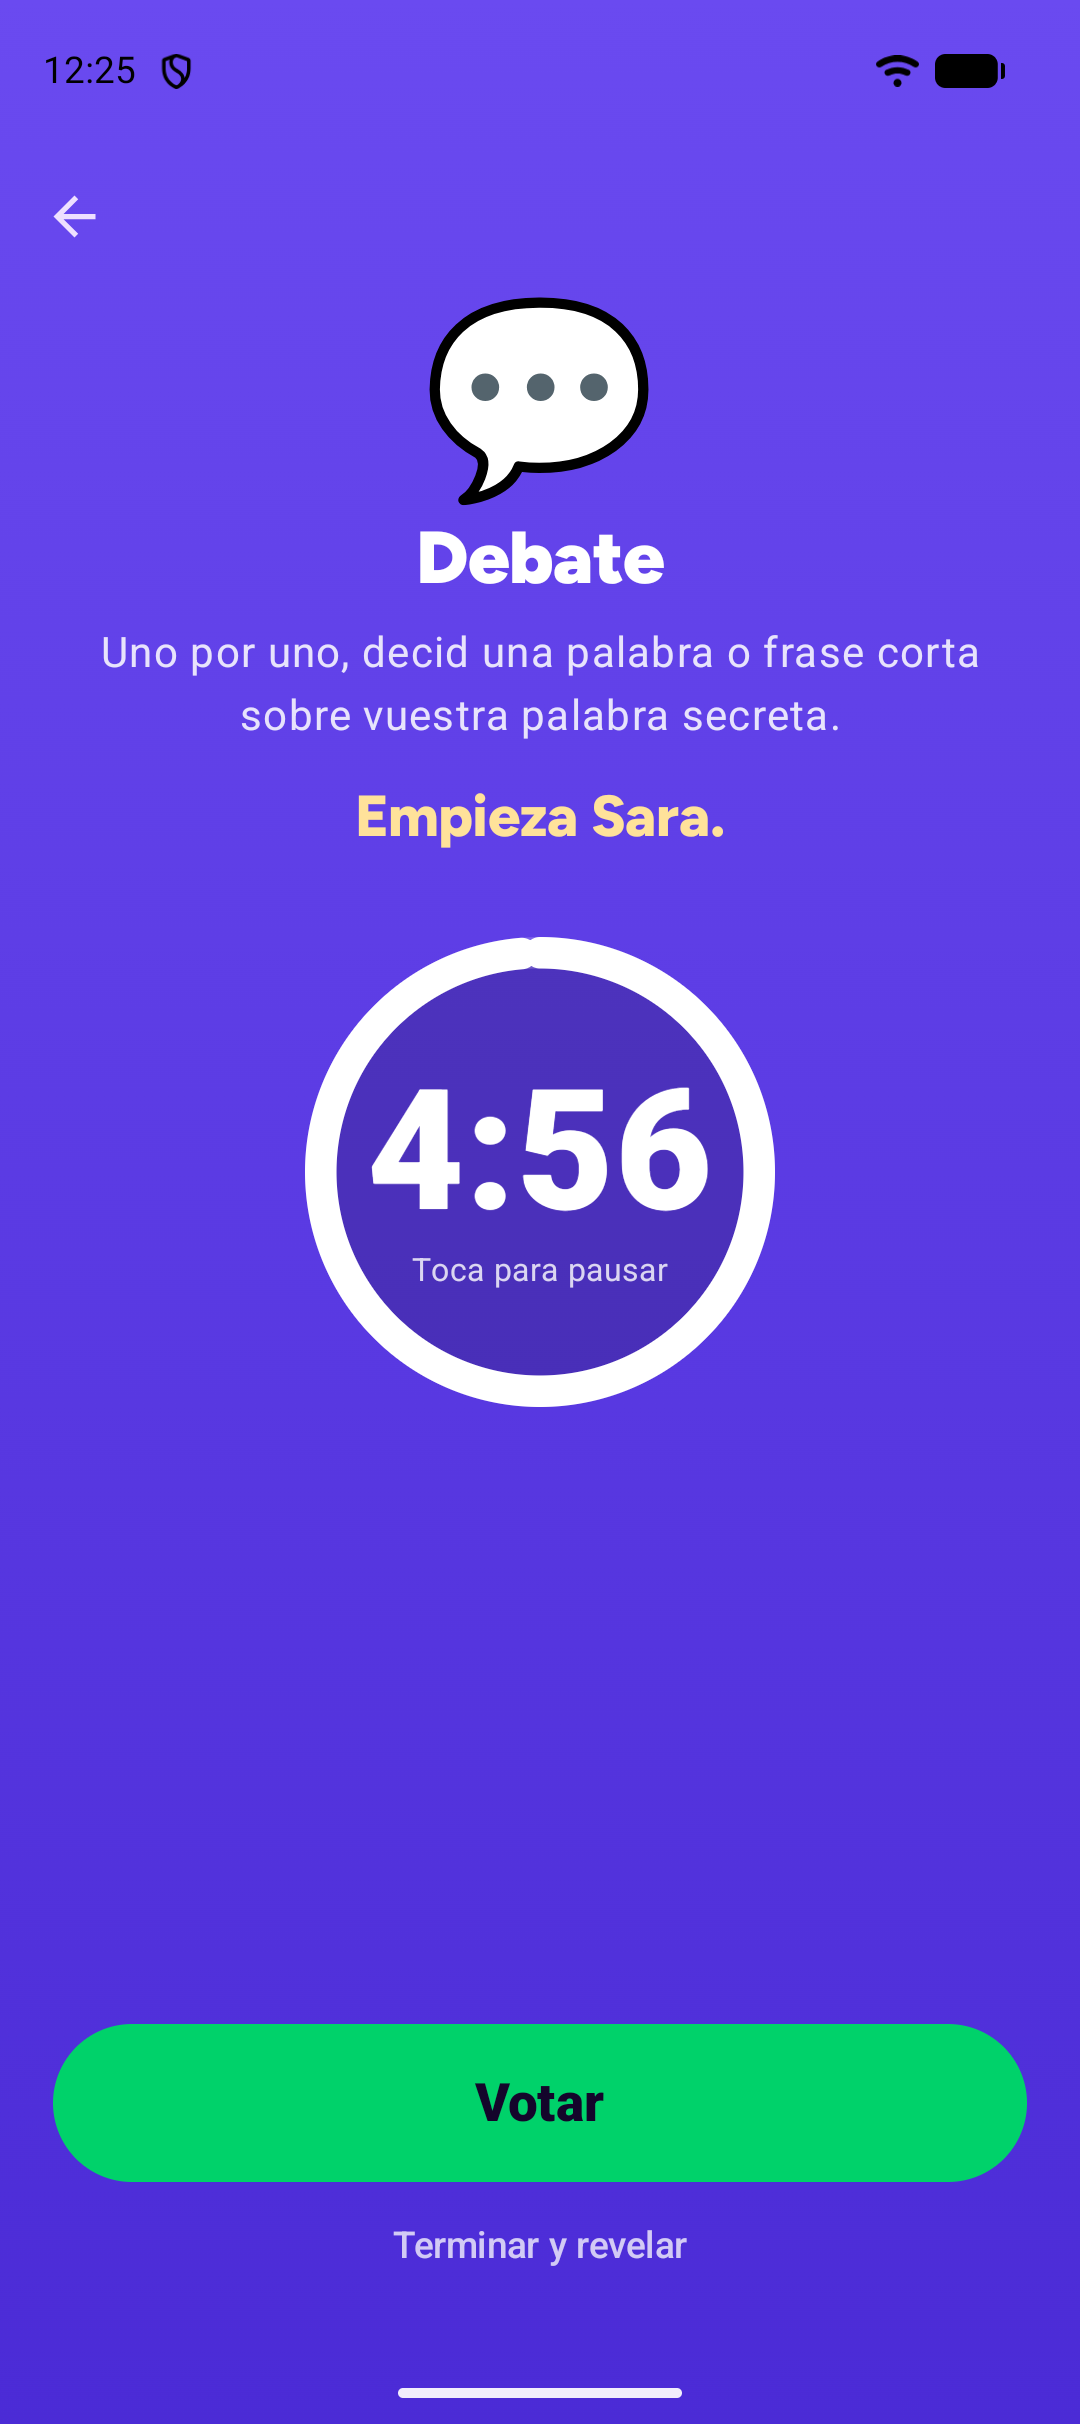 12:25
Debate
Uno por uno, decid una palabra o frase corta
sobre vuestra palabra secreta.
Empieza Sara.
4:56
Toca para pausar
Votar
Terminar y revelar